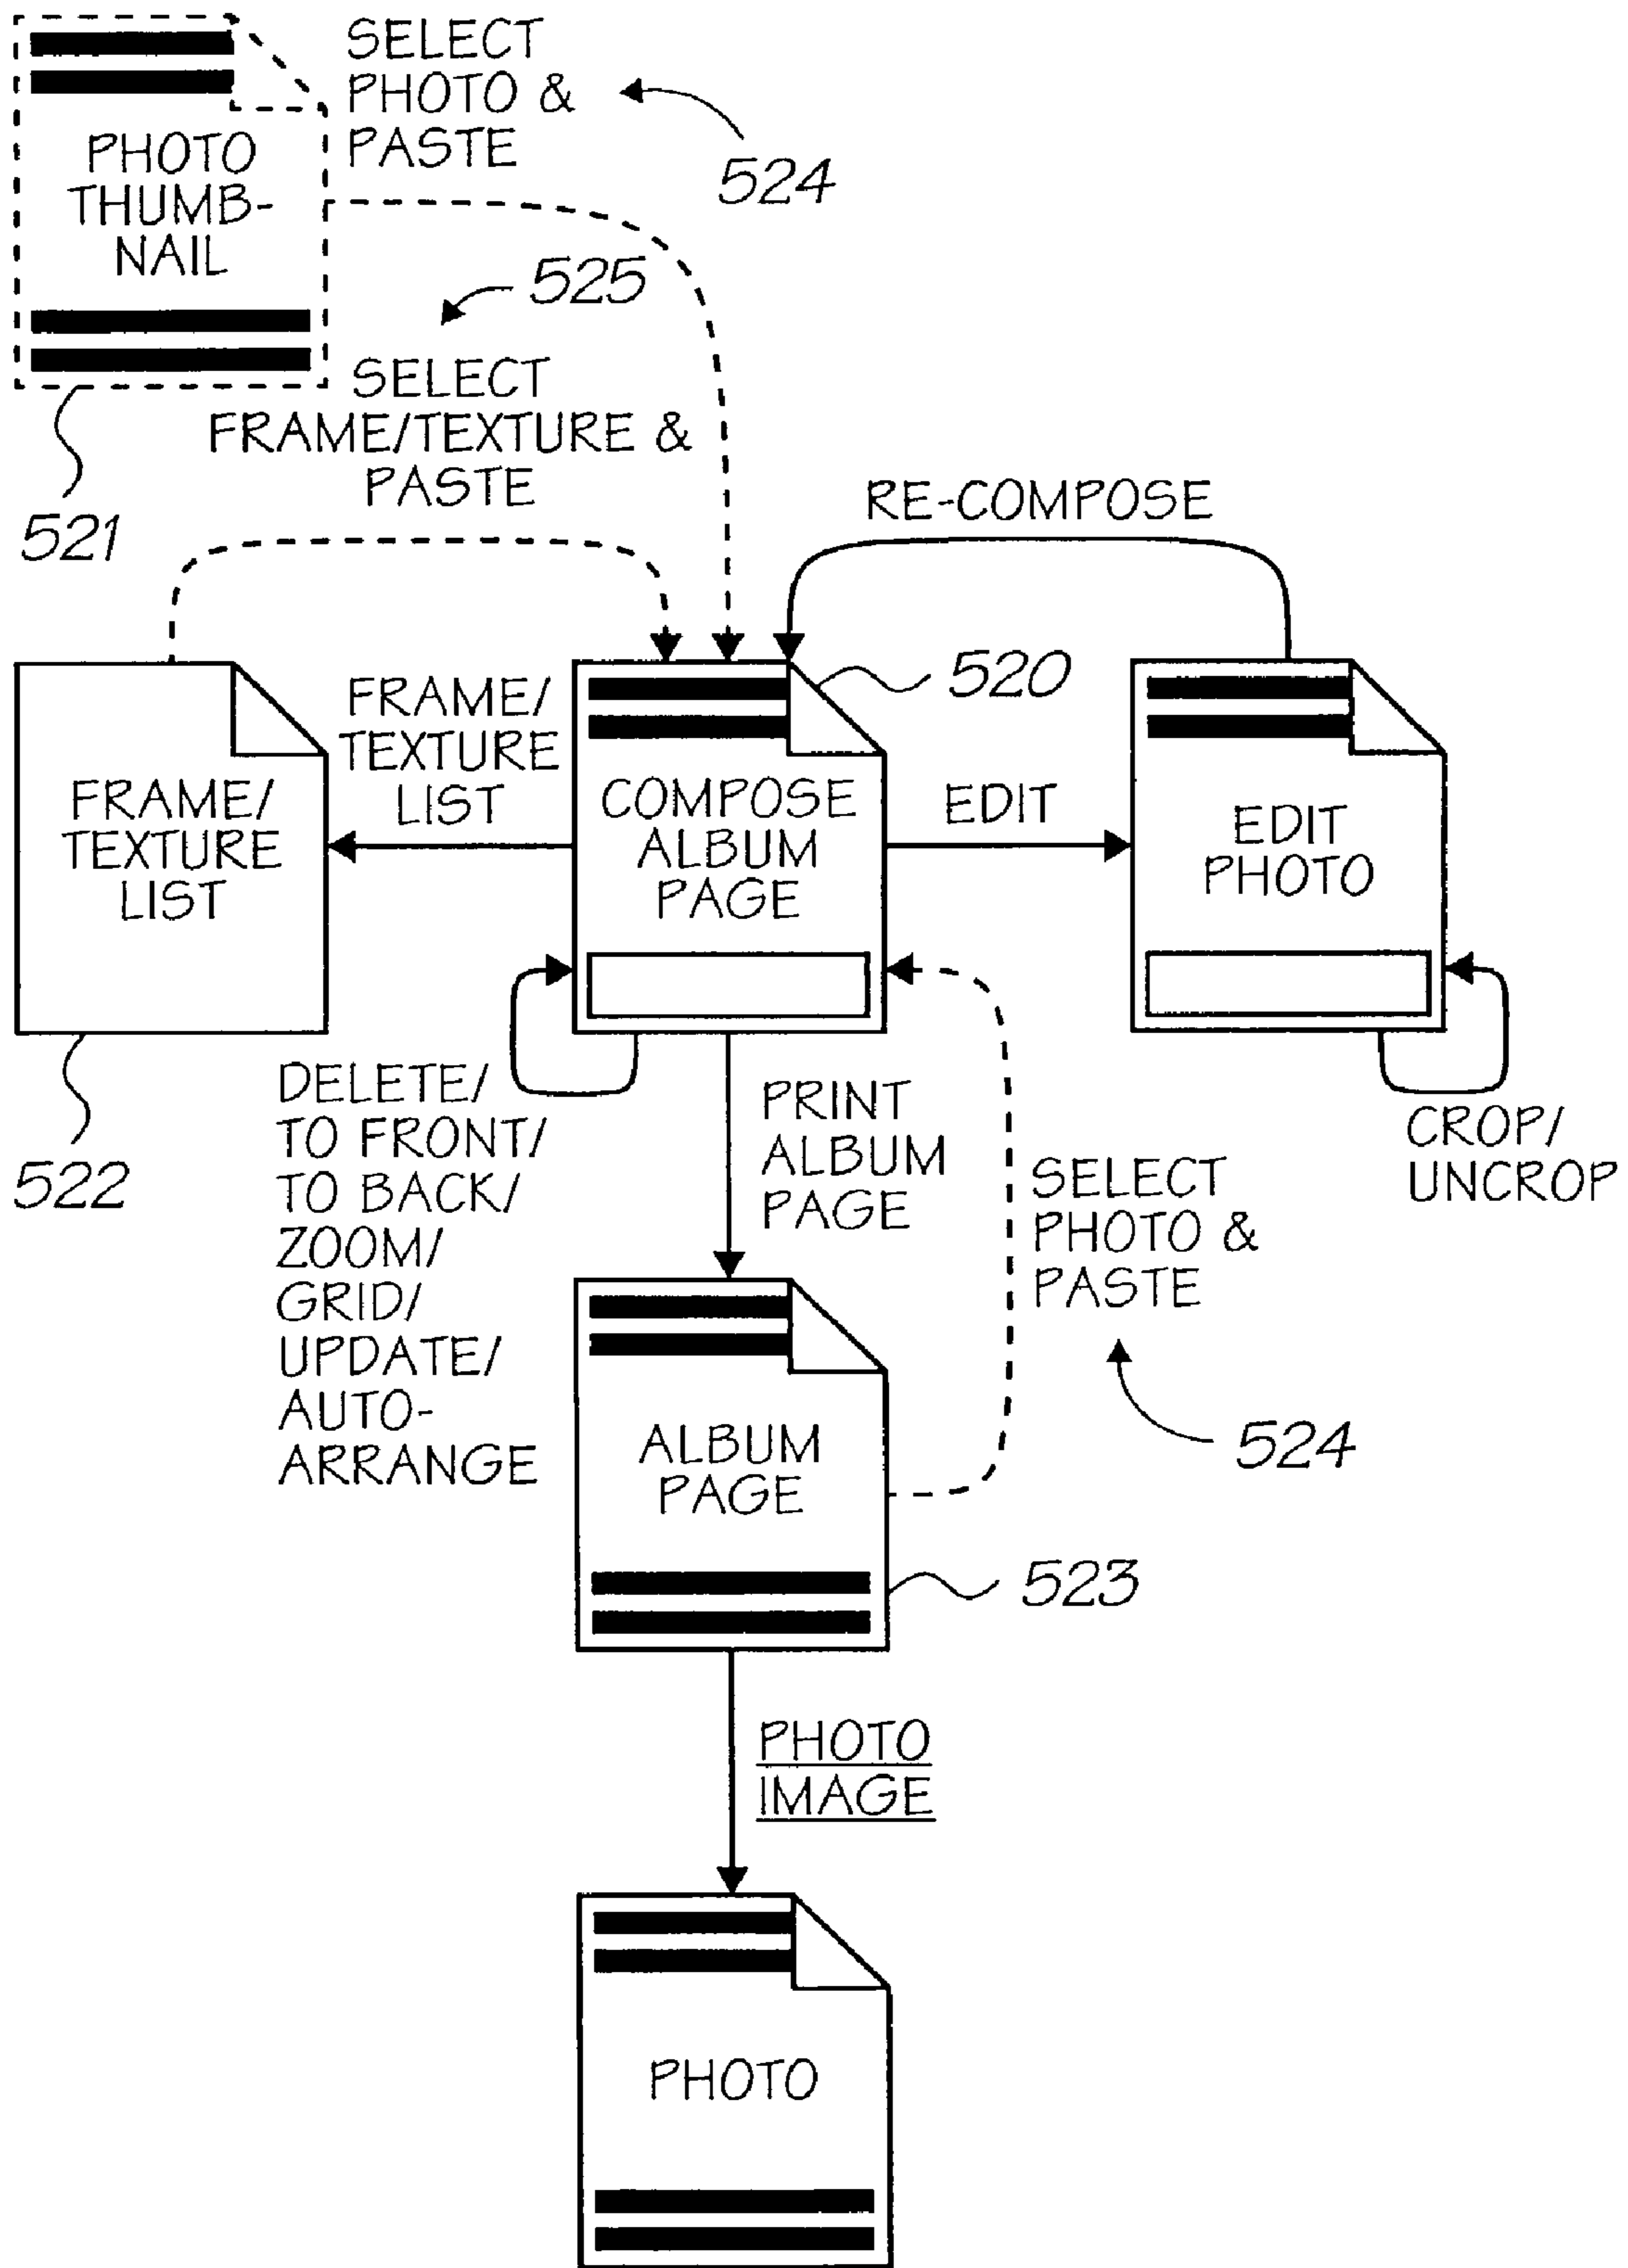 SELECT
PHOTO &
PASTE
524
PHOTO
THUMB-
NAIL
525
SELECT
FRAME/TEXTURE &
PASTE
521
RE-COMPOSE
520
FRAME/
TEXTURE
LIST
FRAME/
TEXTURE
LIST
COMPOSE
ALBUM
PAGE
EDIT
EDIT
PHOTO
522
DELETE/
TO FRONT/
TO BACK/
ZOOM/
GRID/
UPDATE/
AUTO-
ARRANGE
PRINT
ALBUM
PAGE
SELECT
PHOTO &
PASTE
CROP/
UNCROP
524
ALBUM
PAGE
523
PHOTO
IMAGE
PHOTO